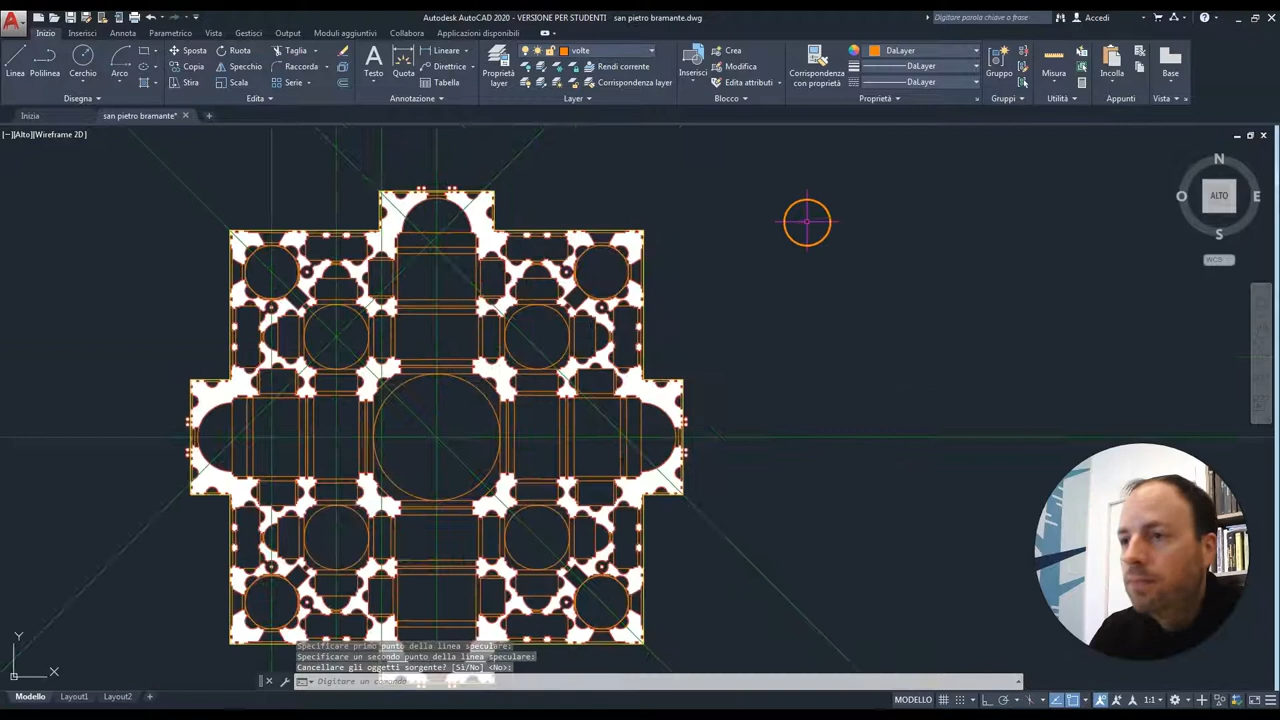 Autodesk AutoCAD 2020 - VERSIONE PER STUDENTI san pietro bramante.dwg
Digitare parola chiave o frase
Accedi
Inizio Inserisci Annota Parametrico Vista Gestisci Output Moduli aggiuntivi Collabora Applicazioni disponibili
Linea Polilinea Cerchio Arco
Sposta Ruota Taglia
Copia Specchio Raccorda
Stira Scala Serie
Testo Quota
Lineare
Direttrice
Tabella
Proprietà layer
volte
Rendi corrente
Corrispondenza layer
Inserisci
Crea
Modifica
Edita attributi
Corrispondenza con proprietà
DaLayer
DaLayer
DaLayer
Gruppo
Misura
Incolla
Base
Disegna Edita Annotazione Layer Blocco Proprietà Gruppi Utilità Appunti Vista
Inizia san pietro bramante*
[−][Alto][Wireframe 2D]
N
O ALTO E
S
WCS
Y
X
Specificare primo punto della linea speculare:
Specificare un secondo punto della linea speculare:
Cancellare gli oggetti sorgente? [Sì/No] <No>:
Digitare un comando
Modello Layout1 Layout2
MODELLO
1:1